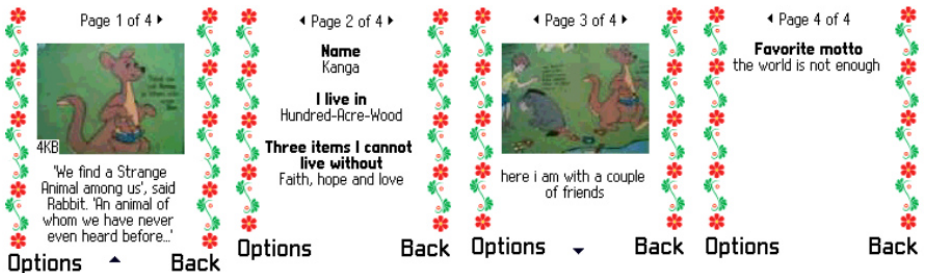 Page 1 of 4
4KB
'We find a Strange
Animal among us', said
Rabbit. 'An animal of
whom we have never
even heard before...'
Options
Back
Page 2 of 4
Name
Kanga
I live in
Hundred-Acre-Wood
Three items I cannot
live without
Faith, hope and love
Options
Back
Page 3 of 4
here i am with a couple
of friends
Options
Back
Page 4 of 4
Favorite motto
the world is not enough
Options
Back